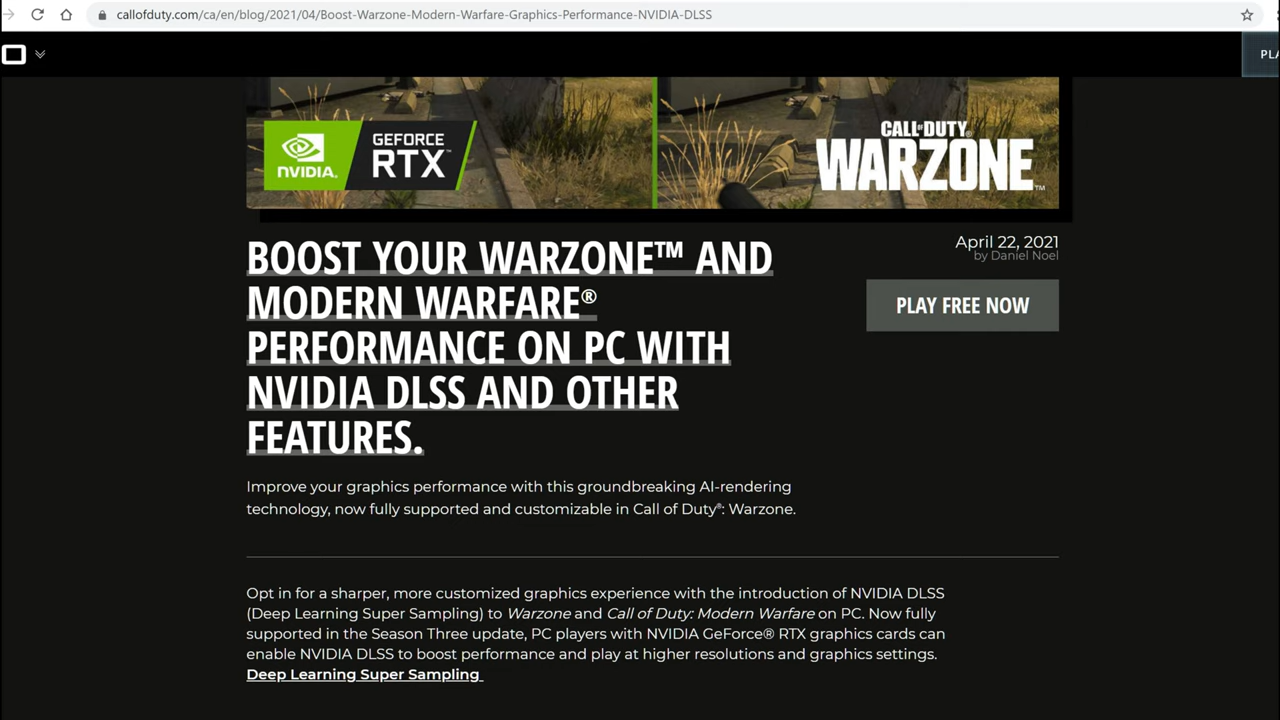 callofduty.com/ca/en/blog/2021/04/Boost-Warzone-Modern-Warfare-Graphics-Performance-NVIDIA-DLSS
NVIDIA.
GEFORCE
RTX™
CALL OF DUTY®
WARZONE™
BOOST YOUR WARZONE™ AND
MODERN WARFARE®
PERFORMANCE ON PC WITH
NVIDIA DLSS AND OTHER
FEATURES.
April 22, 2021
by Daniel Noel
PLAY FREE NOW
Improve your graphics performance with this groundbreaking AI-rendering
technology, now fully supported and customizable in Call of Duty®: Warzone.
Opt in for a sharper, more customized graphics experience with the introduction of NVIDIA DLSS
(Deep Learning Super Sampling) to Warzone and Call of Duty: Modern Warfare on PC. Now fully
supported in the Season Three update, PC players with NVIDIA GeForce® RTX graphics cards can
enable NVIDIA DLSS to boost performance and play at higher resolutions and graphics settings.
Deep Learning Super Sampling